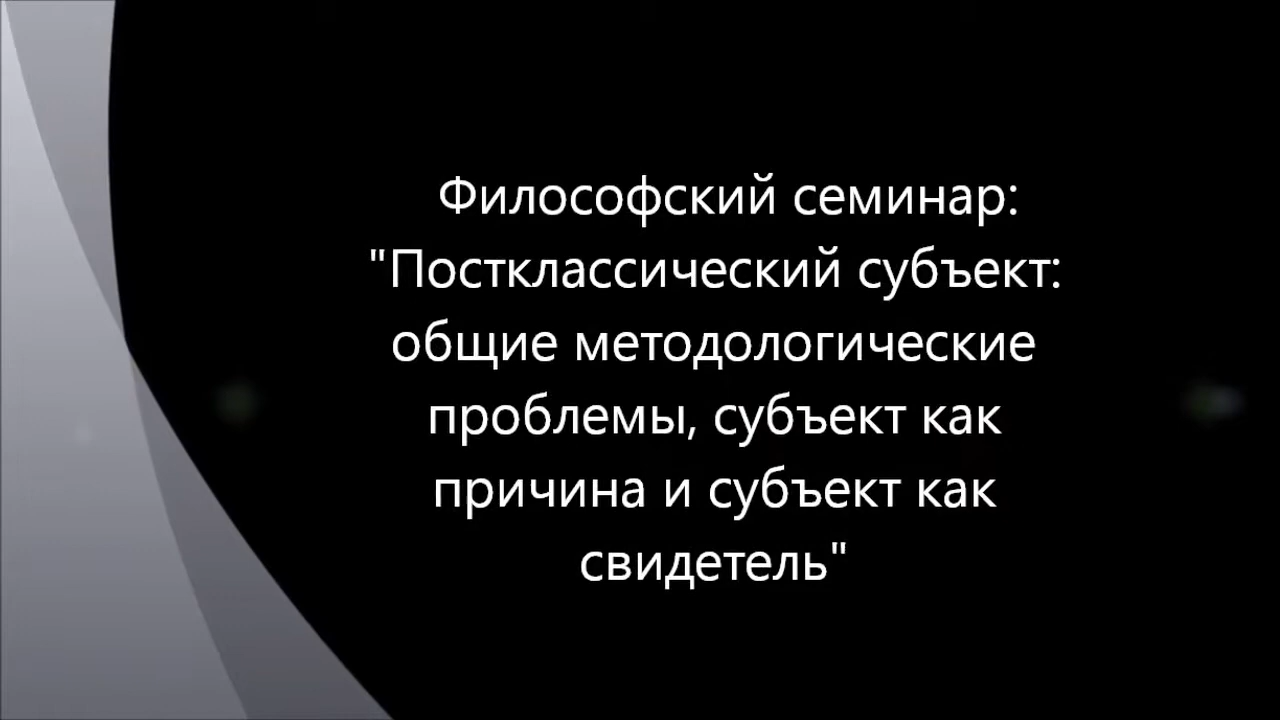 Философский семинар:
"Постклассический субъект:
общие методологические
проблемы, субъект как
причина и субъект как
свидетель"